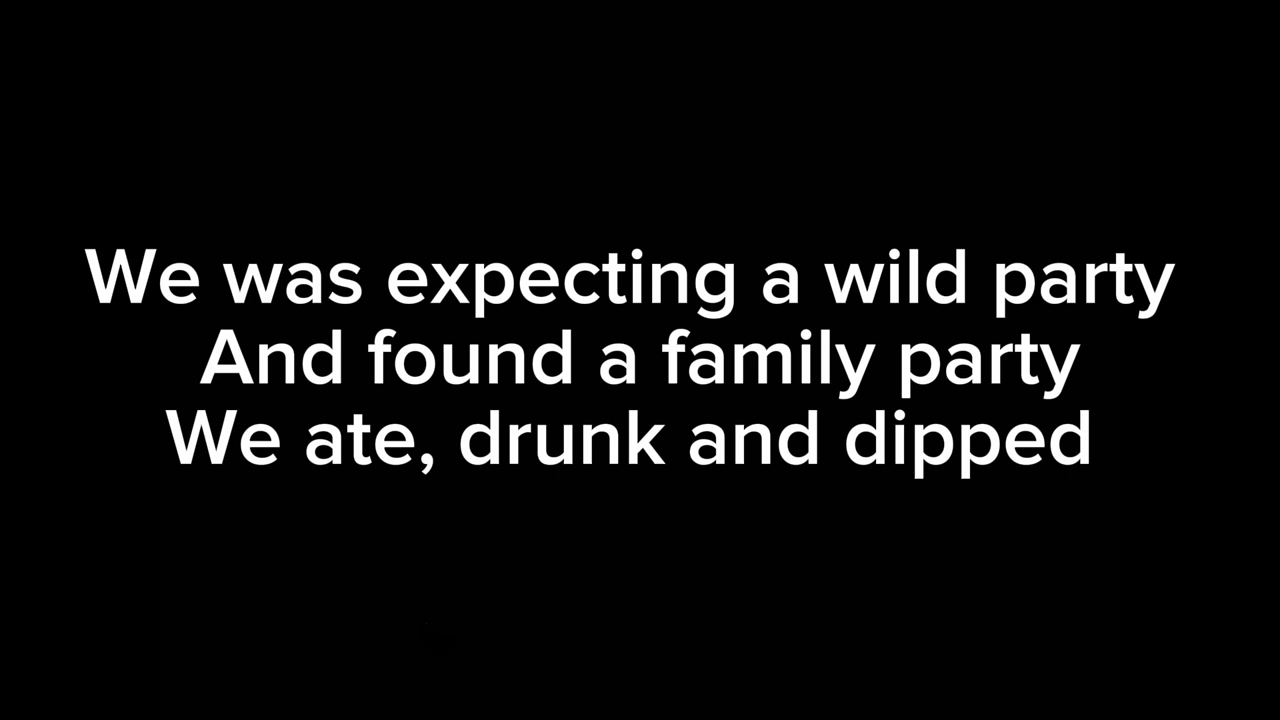 We was expecting a wild party
And found a family party
We ate, drunk and dipped